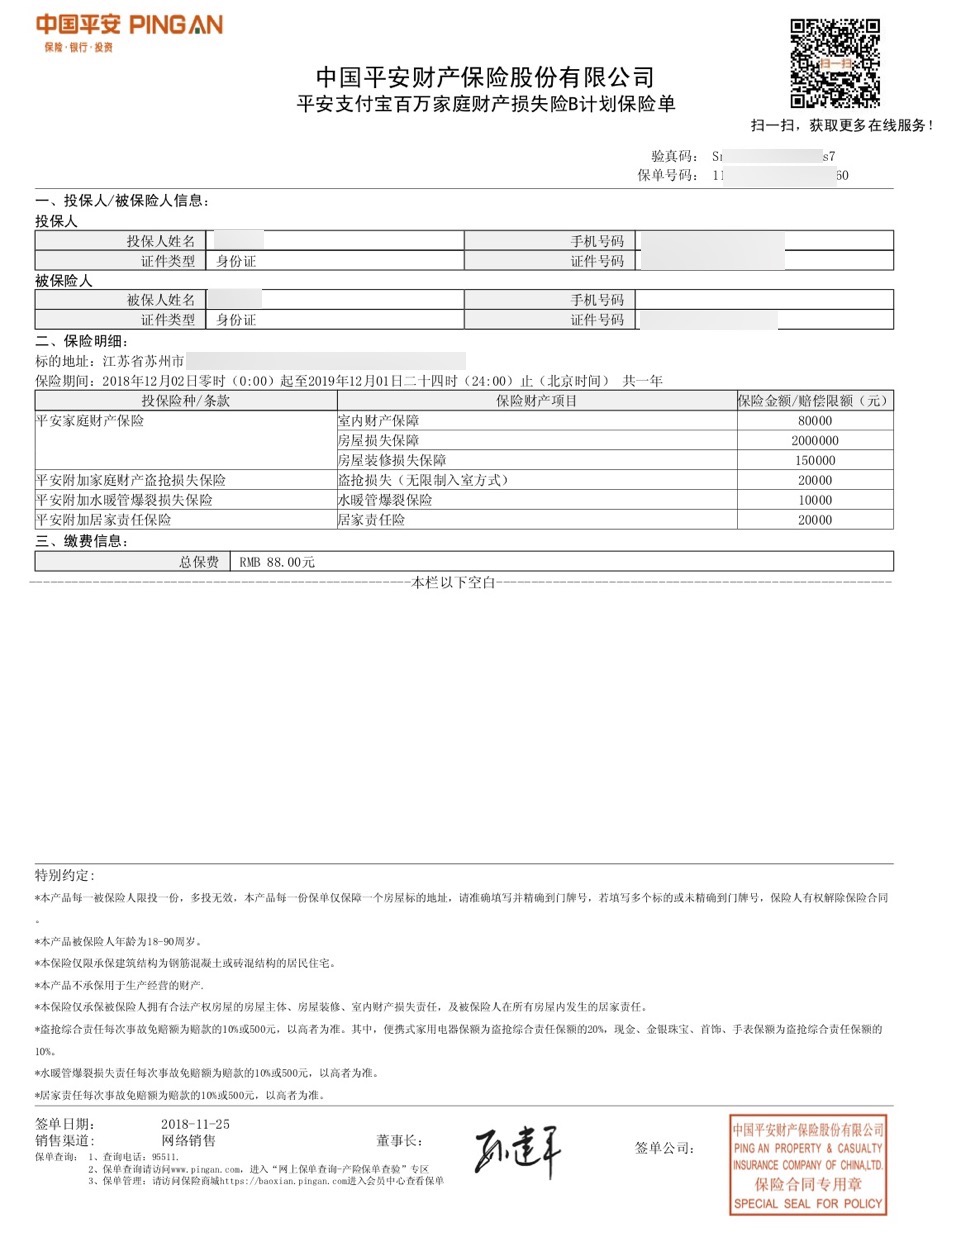 中国平安 PING AN
保险·银行·投资
扫一扫
中国平安财产保险股份有限公司
平安支付宝百万家庭财产损失险B计划保险单
扫一扫，获取更多在线服务！
验真码： s7
保单号码： 11 60
一、投保人/被保险人信息：
投保人
投保人姓名 手机号码
证件类型 身份证 证件号码
被保险人
被保人姓名 手机号码
证件类型 身份证 证件号码
二、保险明细：
标的地址：江苏省苏州市
保险期间：2018年12月02日零时（0:00）起至2019年12月01日二十四时（24:00）止（北京时间） 共一年
投保险种/条款 保险财产项目 保险金额/赔偿限额（元）
平安家庭财产保险 室内财产保障 80000
房屋损失保障 2000000
房屋装修损失保障 150000
平安附加家庭财产盗抢损失保险 盗抢损失（无限制入室方式） 20000
平安附加水暖管爆裂损失保险 水暖管爆裂保险 10000
平安附加居家责任保险 居家责任险 20000
三、缴费信息：
总保费 RMB 88.00元
本栏以下空白
特别约定:
*本产品每一被保险人限投一份，多投无效，本产品每一份保单仅保障一个房屋标的地址，请准确填写并精确到门牌号，若填写多个标的或未精确到门牌号，保险人有权解除保险合同
。
*本产品被保险人年龄为18-90周岁。
*本保险仅限承保建筑结构为钢筋混凝土或砖混结构的居民住宅。
*本产品不承保用于生产经营的财产.
*本保险仅承保被保险人拥有合法产权房屋的房屋主体、房屋装修、室内财产损失责任，及被保险人在所有房屋内发生的居家责任。
*盗抢综合责任每次事故免赔额为赔款的10%或500元，以高者为准。其中，便携式家用电器保额为盗抢综合责任保额的20%，现金、金银珠宝、首饰、手表保额为盗抢综合责任保额的
10%。
*水暖管爆裂损失责任每次事故免赔额为赔款的10%或500元，以高者为准。
*居家责任每次事故免赔额为赔款的10%或500元，以高者为准。
签单日期： 2018-11-25
销售渠道： 网络销售 董事长： 孙建平 签单公司：
保单查询： 1、查询电话：95511.
2、保单查询请访问www.pingan.com，进入“网上保单查询-产险保单查验”专区
3、保单管理：请访问保险商城https://baoxian.pingan.com进入会员中心查看保单
中国平安财产保险股份有限公司
PING AN PROPERTY & CASUALTY
INSURANCE COMPANY OF CHINA,LTD.
保险合同专用章
SPECIAL SEAL FOR POLICY